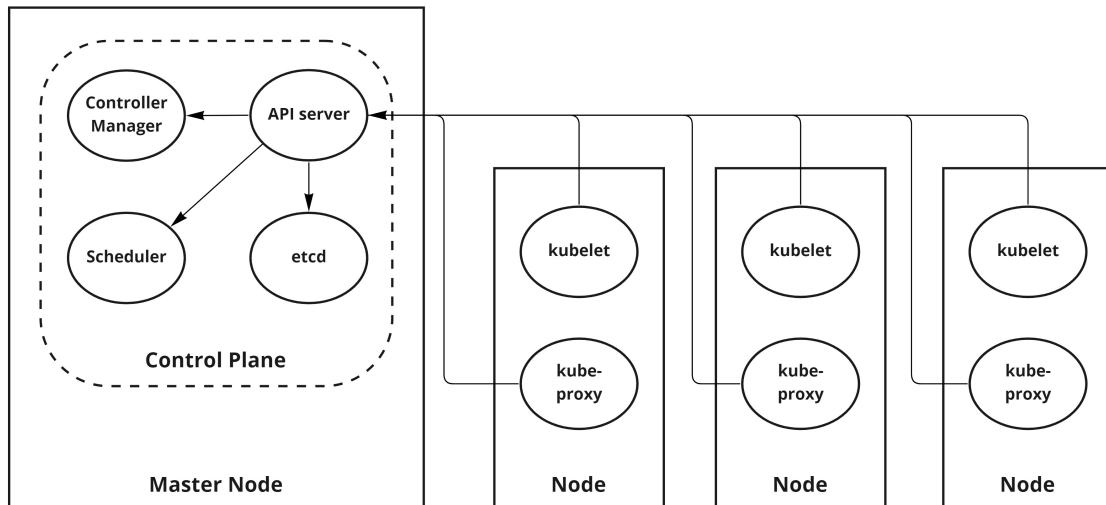 Controller
Manager
API server
Scheduler
etcd
Control Plane
Master Node
kubelet
kube-
proxy
Node
kubelet
kube-
proxy
Node
kubelet
kube-
proxy
Node